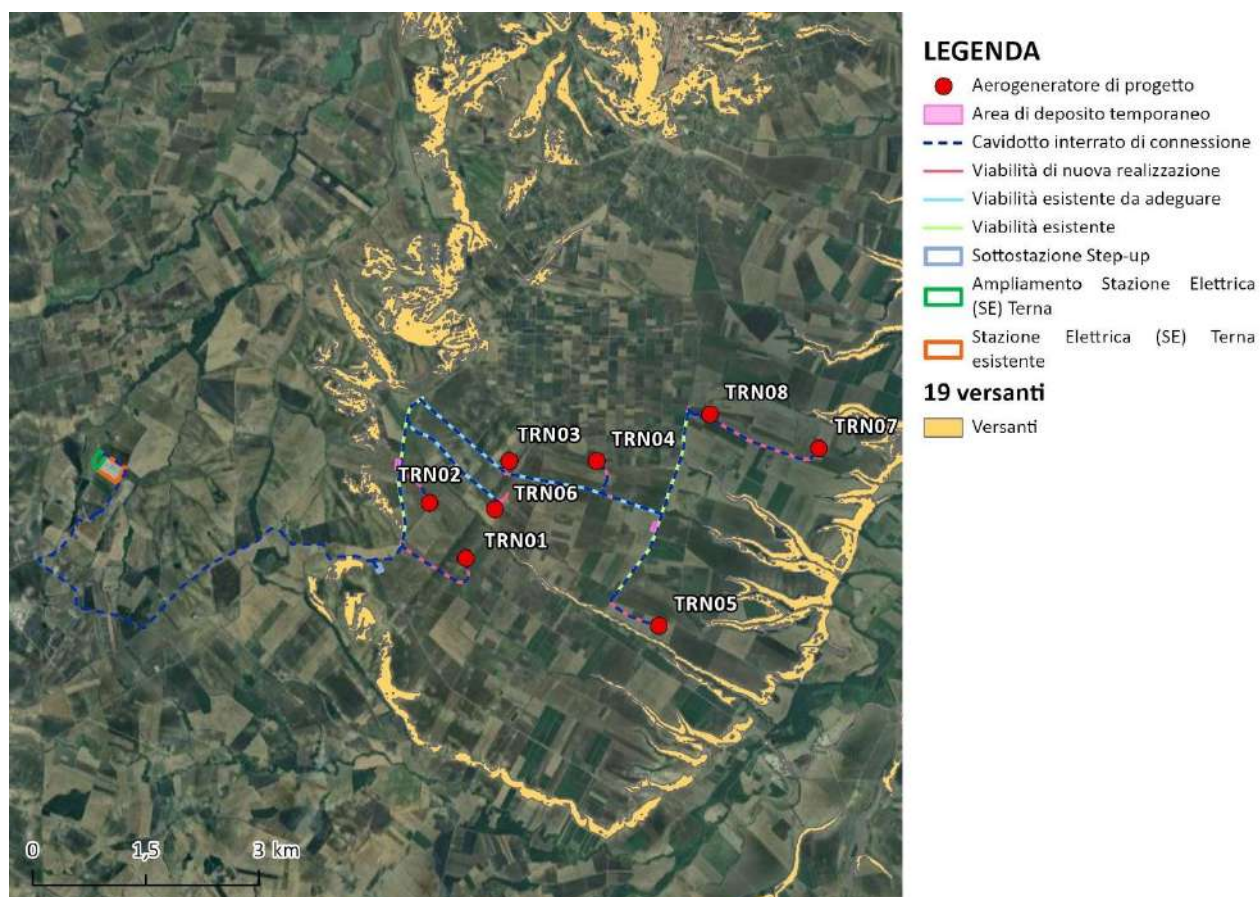 LEGENDA
Aerogeneratore di progetto
Area di deposito temporaneo
Cavidotto interrato di connessione
Viabilità di nuova realizzazione
Viabilità esistente da adeguare
Viabilità esistente
Sottostazione Step-up
Ampliamento Stazione Elettrica
(SE) Terna
Stazione Elettrica (SE) Terna
esistente
19 versanti
Versanti
TRN08
TRN07
TRN03
TRN04
TRN02
TRN06
TRN01
TRN05
0 1,5 3 km